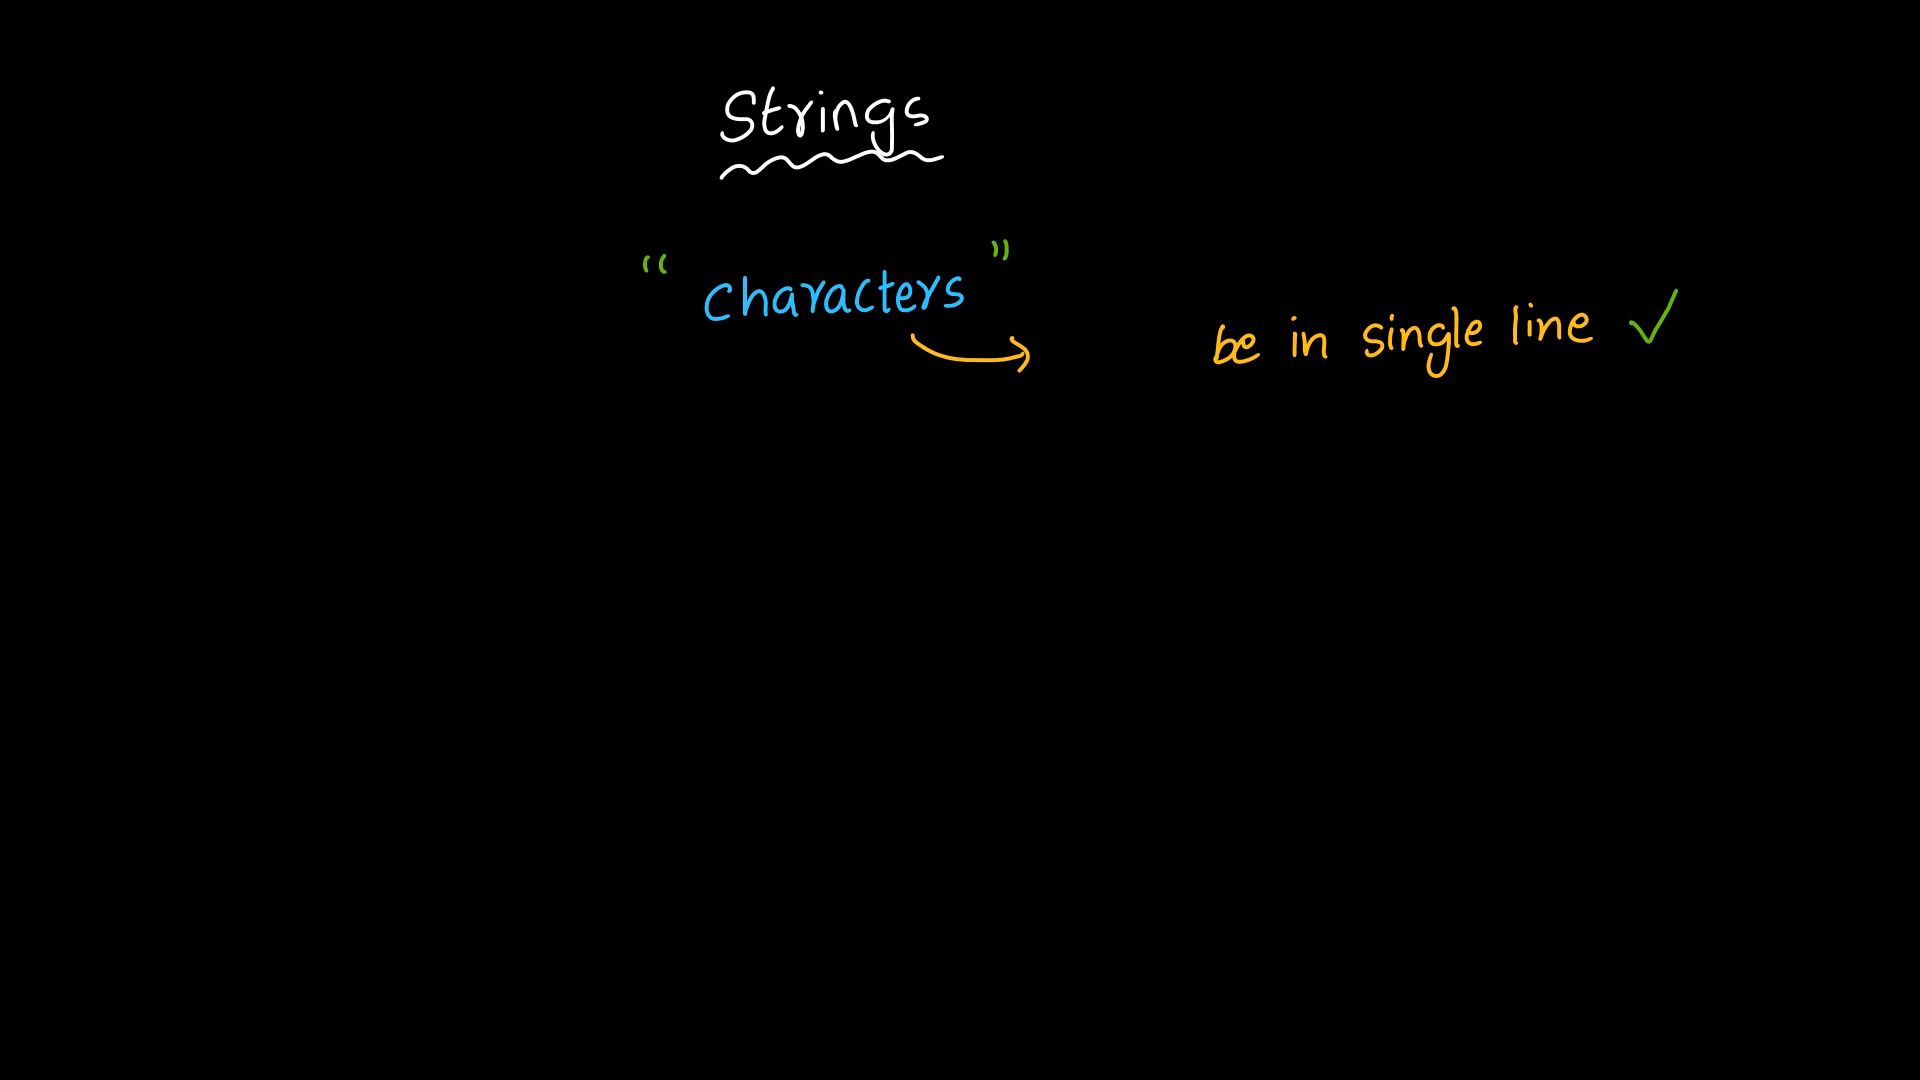 Strings
“ Characters ”
be in single line ✓